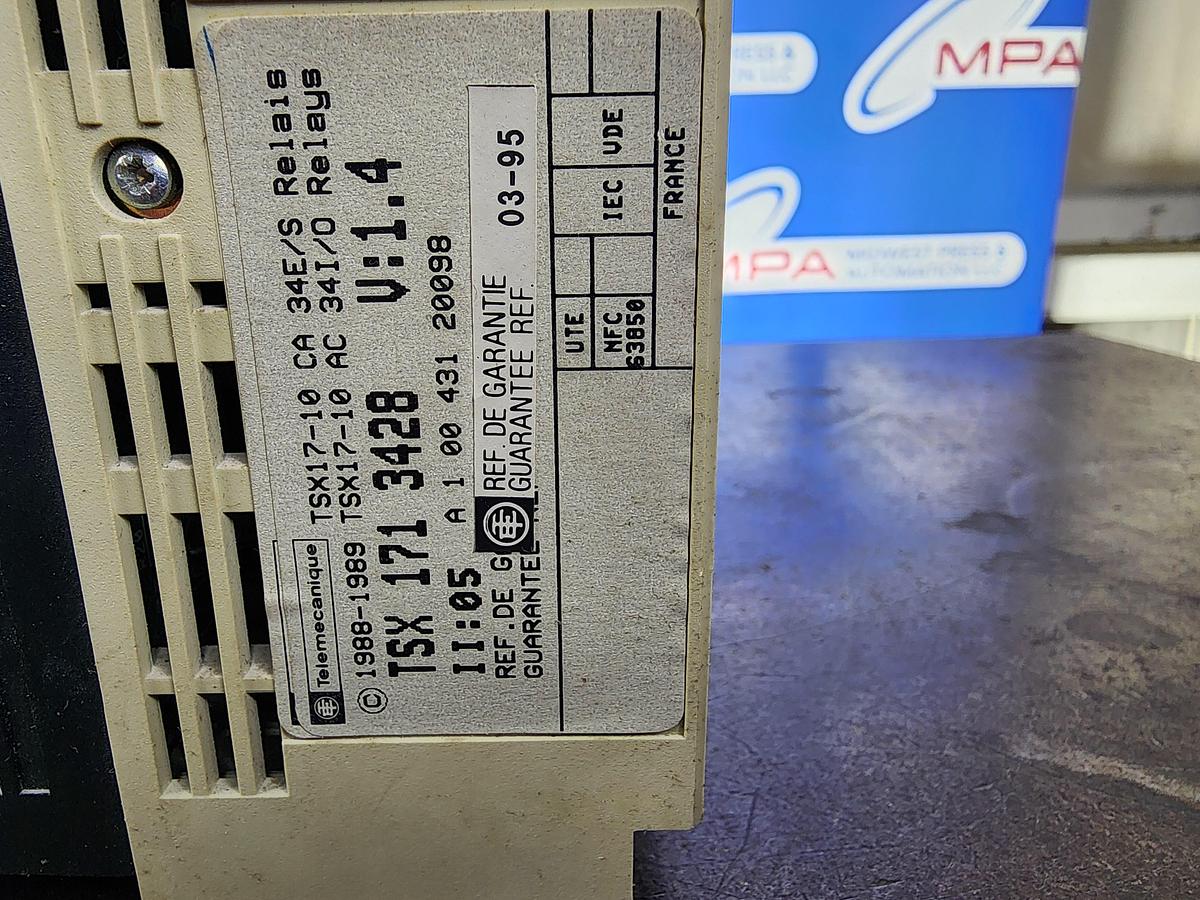 Telemecanique TSX17-10 CA 34E/S Relais
© 1988-1989 TSX17-10 AC 34I/O Relays
TSX 171 3428 V:1.4
II:05 A 1 00 431 20098
REF.DE G
GUARANTEE
REF. DE GARANTIE
GUARANTEE REF.
03-95
UTE
NFC 63850
IEC
VDE
FRANCE
MPA
MPA
MIDWEST PRESS &
AUTOMATION LLC